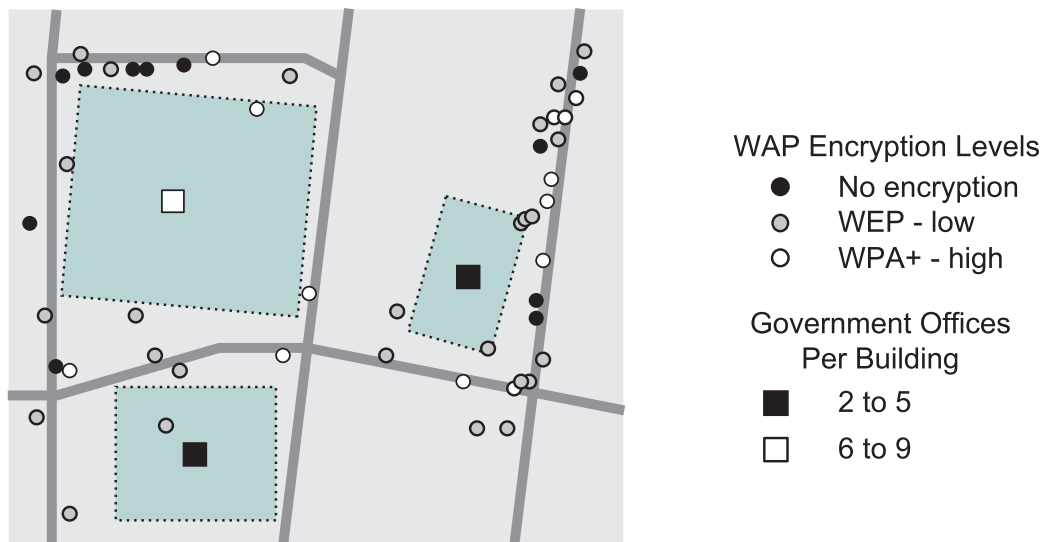 WAP Encryption Levels
No encryption
WEP - low
WPA+ - high
Government Offices
Per Building
2 to 5
6 to 9